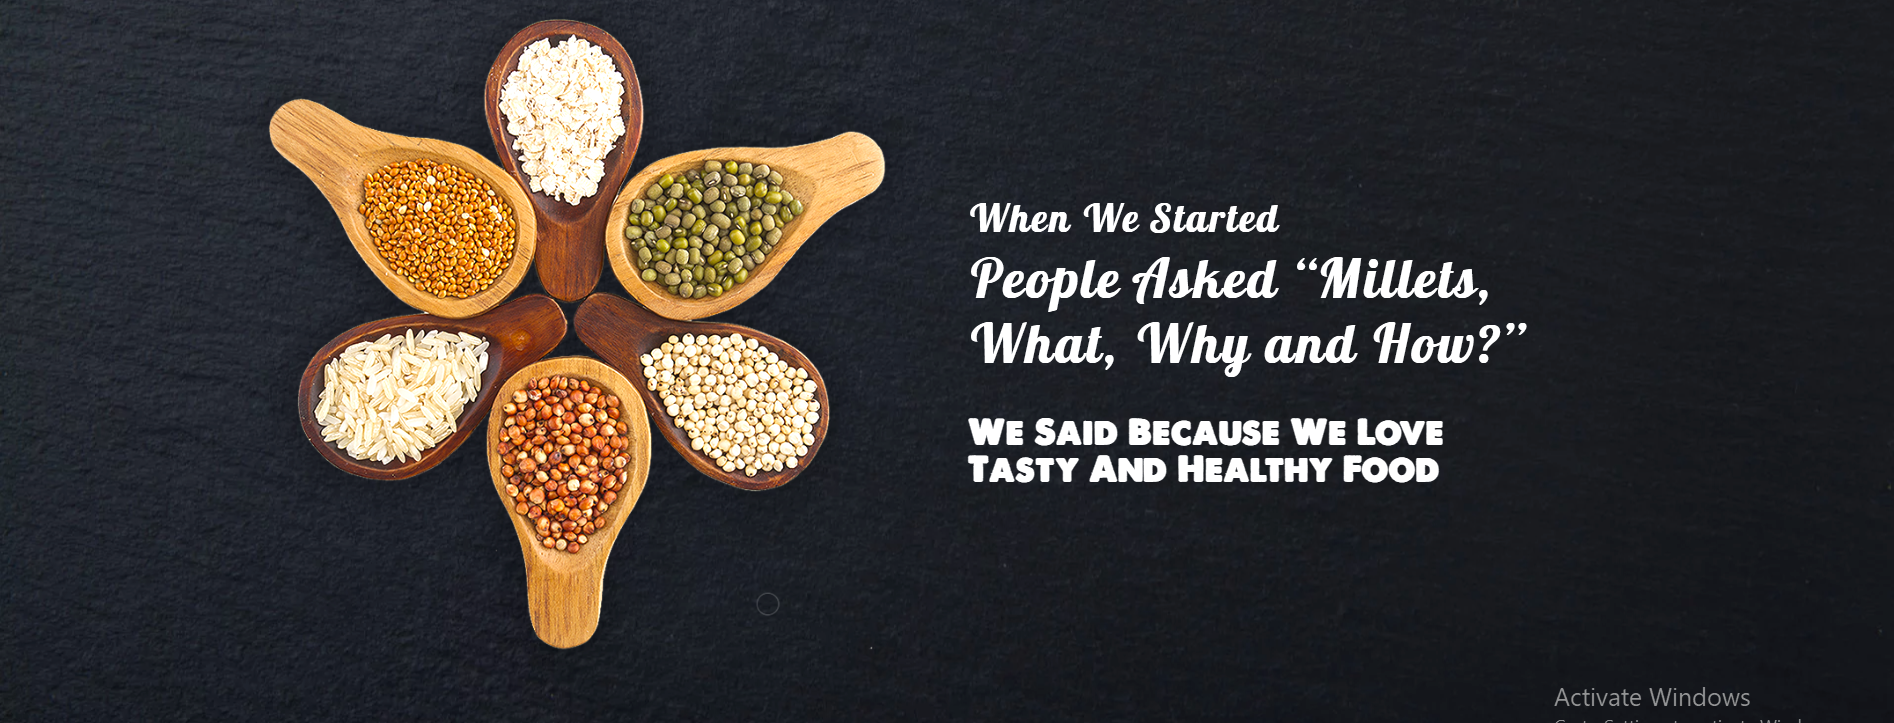 When We Started
People Asked “Millets,
What, Why and How?”
We Said Because We Love
Tasty And Healthy Food
Activate Windows